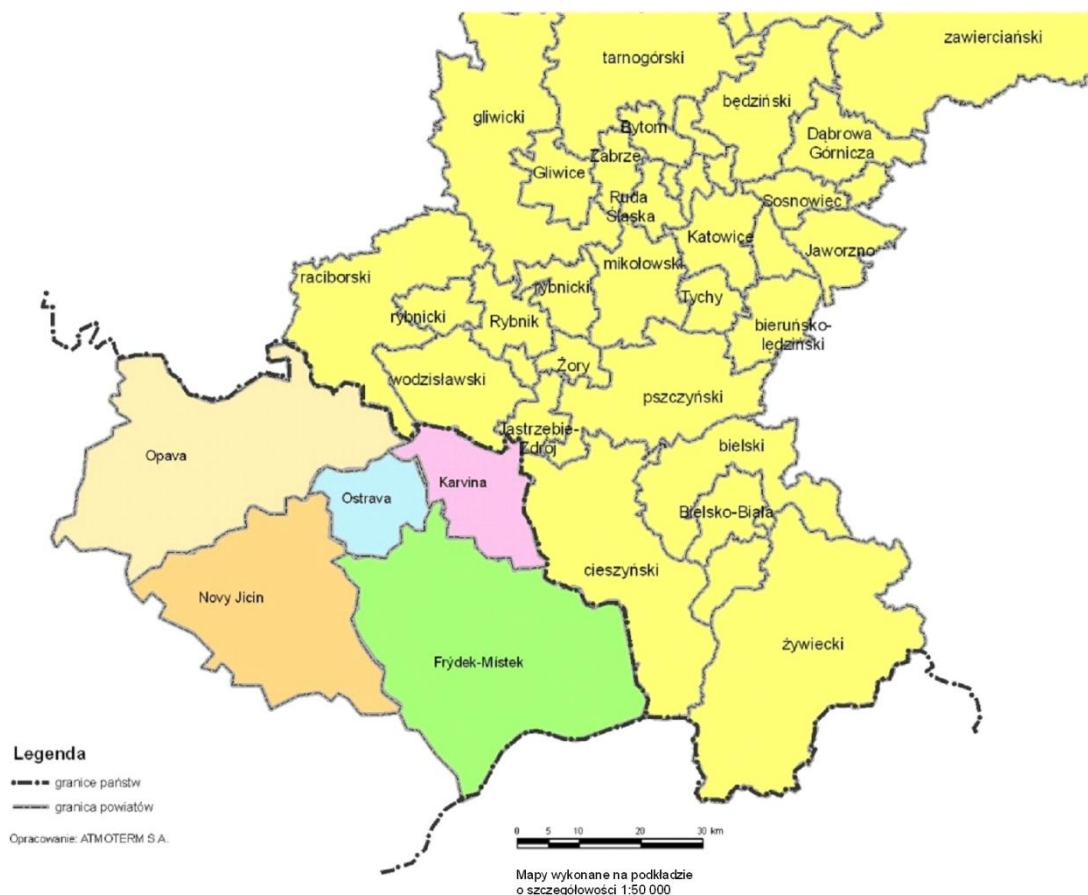 zawierciański
tarnogórski
będziński
gliwicki
Bytom
Dąbrowa
Górnicza
Zabrze
Gliwice
Ruda
Śląska
Sosnowiec
Katowice
Jaworzno
mikołowski
raciborski
rybnicki
Tychy
rybnicki
Rybnik
bieruńsko-
lędziński
Żory
wodzisławski
pszczyński
Jastrzębie-
Zdrój
bielski
Opava
Karvina
Ostrava
Bielsko-Biała
cieszyński
Novy Jicin
żywiecki
Frýdek-Mistek
Legenda
granice państw
granica powiatów
Opracowanie: ATMOTERM S.A.
0 5 10 20 30 km
Mapy wykonane na podkładzie
o szczegółowości 1:50 000